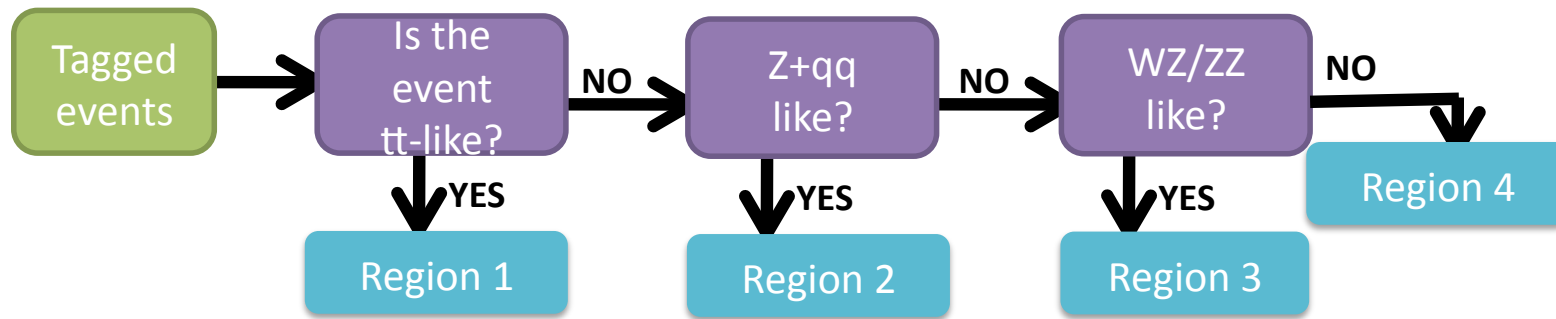 Tagged
events
Is the
event
tt-like?
NO
Z+qq
like?
NO
WZ/ZZ
like?
NO
YES
YES
YES
Region 1
Region 2
Region 3
Region 4